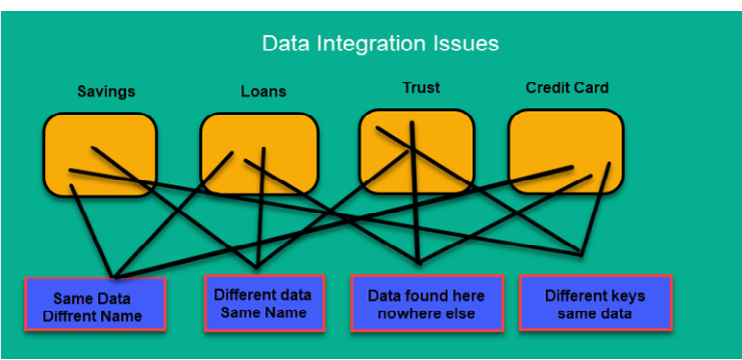 Data Integration Issues
Savings
Loans
Trust
Credit Card
Same Data
Diffrent Name
Different data
Same Name
Data found here
nowhere else
Different keys
same data